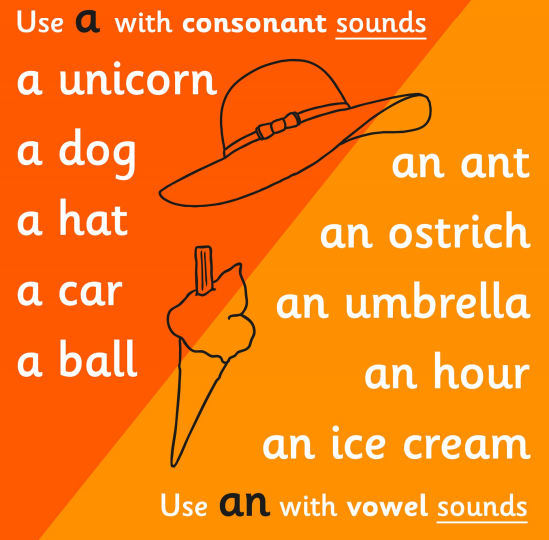 Use a with consonant sounds
a unicorn
a dog
a hat
a car
a ball
an ant
an ostrich
an umbrella
an hour
an ice cream
Use an with vowel sounds